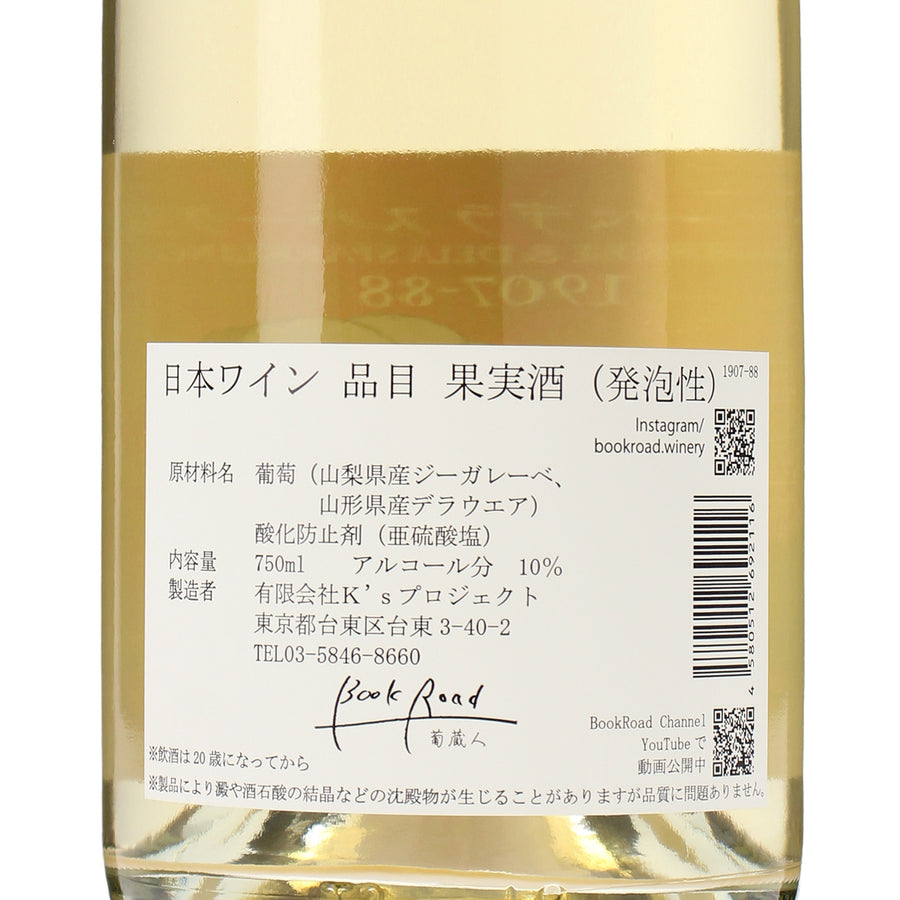 1907-88
日本ワイン 品目 果実酒（発泡性） 1907-88
Instagram/
bookroad.winery
原材料名 葡萄（山梨県産ジーガレーベ、
山形県産デラウエア）
酸化防止剤（亜硫酸塩）
内容量 750ml アルコール分 10%
製造者 有限会社K'sプロジェクト
東京都台東区台東3-40-2
TEL03-5846-8660
4 580512 692116
Book Road
葡蔵人
BookRoad Channel
YouTubeで
動画公開中
※飲酒は20歳になってから
※製品により澱や酒石酸の結晶などの沈殿物が生じることがありますが品質に問題ありません。